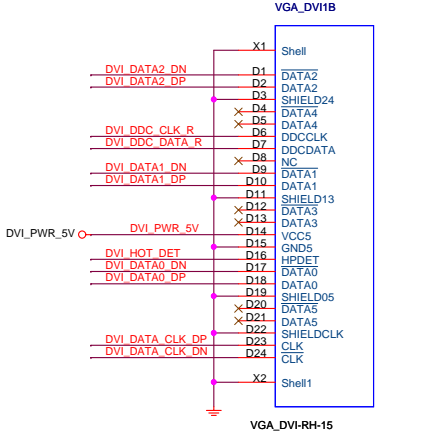 VGA_DVI1B
X1 Shell
DVI_DATA2_DN D1 DATA2
DVI_DATA2_DP D2 DATA2
D3 SHIELD24
D4 DATA4
D5 DATA4
DVI_DDC_CLK_R D6 DDCCLK
DVI_DDC_DATA_R D7 DDCDATA
D8 NC
DVI_DATA1_DN D9 DATA1
DVI_DATA1_DP D10 DATA1
D11 SHIELD13
D12 DATA3
D13 DATA3
DVI_PWR_5V DVI_PWR_5V D14 VCC5
D15 GND5
DVI_HOT_DET D16 HPDET
DVI_DATA0_DN D17 DATA0
DVI_DATA0_DP D18 DATA0
D19 SHIELD05
D20 DATA5
D21 DATA5
D22 SHIELDCLK
DVI_DATA_CLK_DP D23 CLK
DVI_DATA_CLK_DN D24 CLK
X2 Shell1
VGA_DVI-RH-15